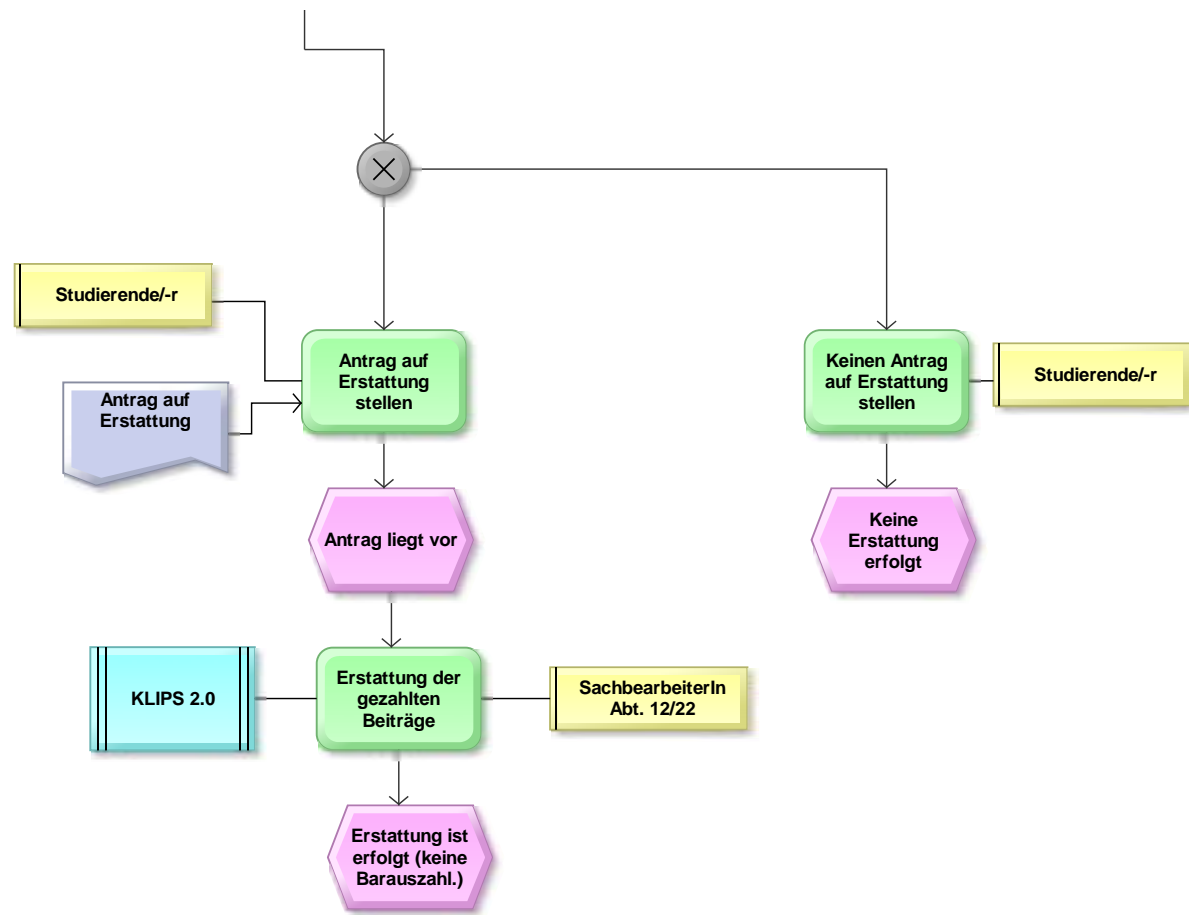 Studierende/-r
Antrag auf
Erstattung
stellen
Keinen Antrag
auf Erstattung
stellen
Studierende/-r
Antrag auf
Erstattung
Antrag liegt vor
Keine
Erstattung
erfolgt
KLIPS 2.0
Erstattung der
gezahlten
Beiträge
SachbearbeiterIn
Abt. 12/22
Erstattung ist
erfolgt (keine
Barauszahl.)